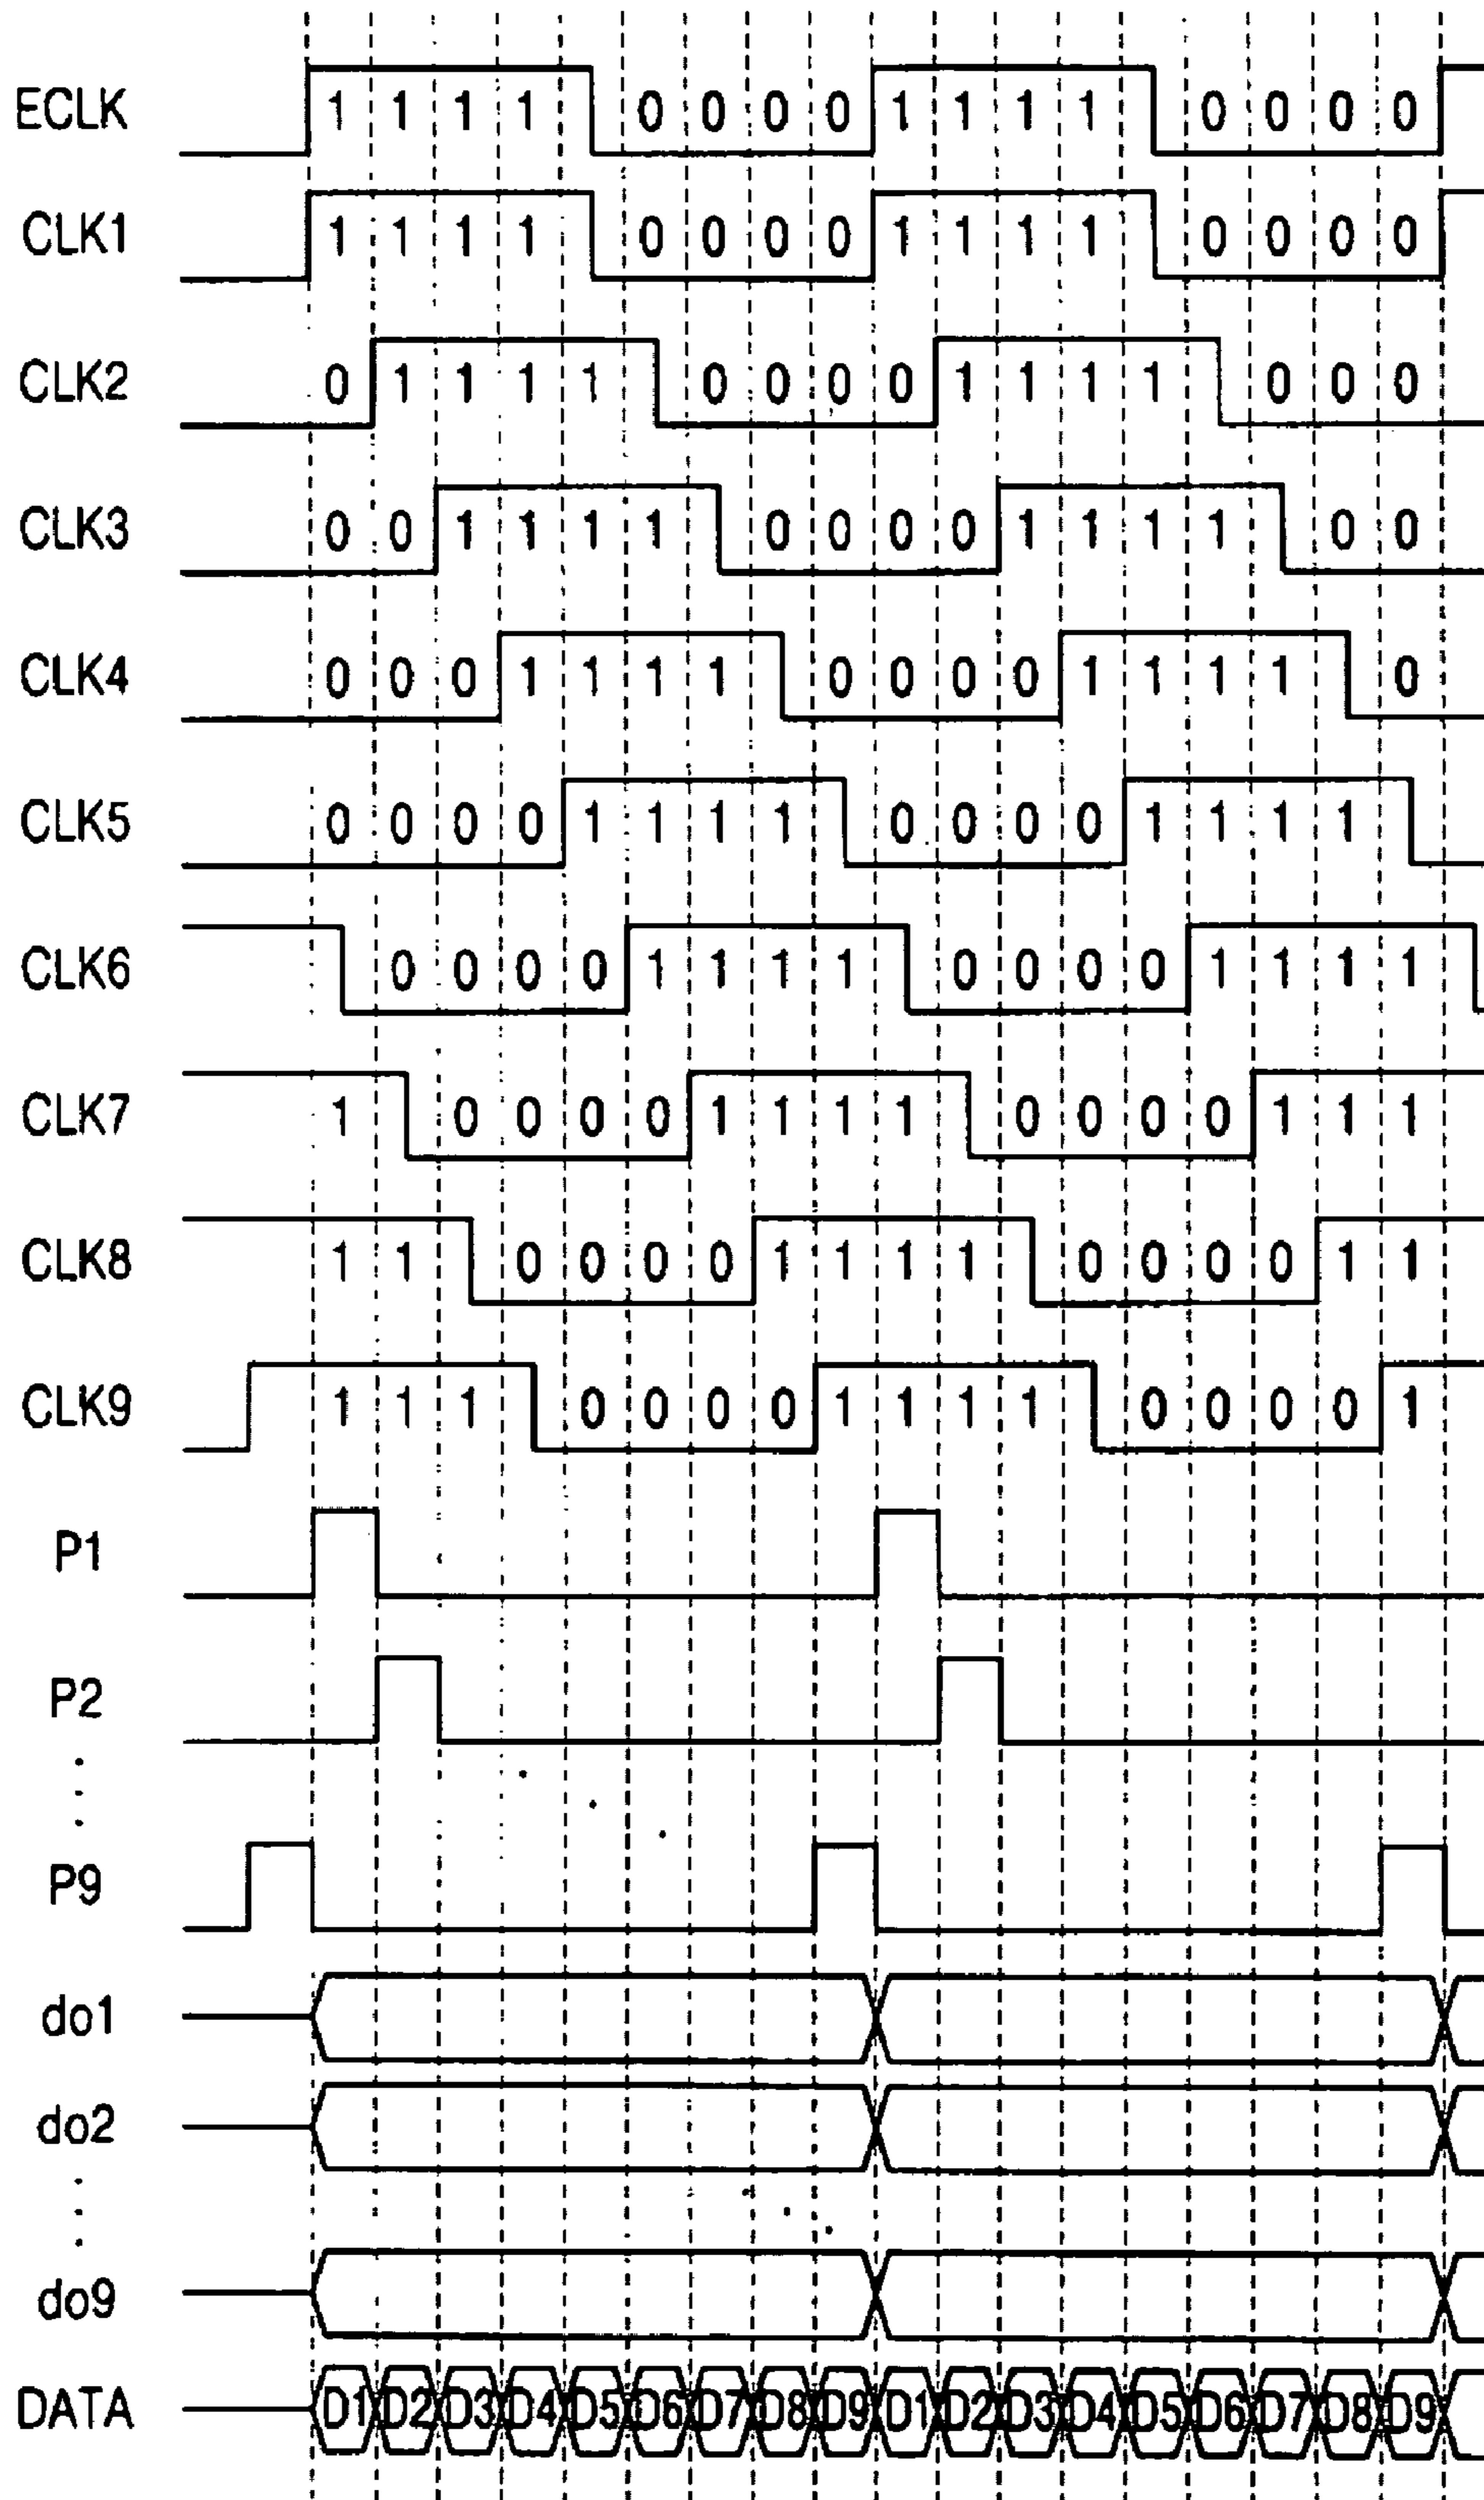 ECLK 1 1 1 1 0 0 0 0 1 1 1 1 0 0 0 0
CLK1 1 1 1 1 0 0 0 0 1 1 1 1 0 0 0 0
CLK2 0 1 1 1 1 0 0 0 0 1 1 1 1 0 0 0
CLK3 0 0 1 1 1 1 0 0 0 0 1 1 1 1 0 0
CLK4 0 0 0 1 1 1 1 0 0 0 0 1 1 1 1 0
CLK5 0 0 0 0 1 1 1 1 0 0 0 0 1 1 1 1
CLK6 0 0 0 0 1 1 1 1 0 0 0 0 1 1 1 1
CLK7 1 0 0 0 0 1 1 1 1 0 0 0 0 1 1 1
CLK8 1 1 0 0 0 0 1 1 1 1 0 0 0 0 1 1
CLK9 1 1 1 0 0 0 0 1 1 1 1 0 0 0 0 1
P1
P2
P9
do1
do2
do9
DATA D1 D2 D3 D4 D5 D6 D7 D8 D9 D1 D2 D3 D4 D5 D6 D7 D8 D9